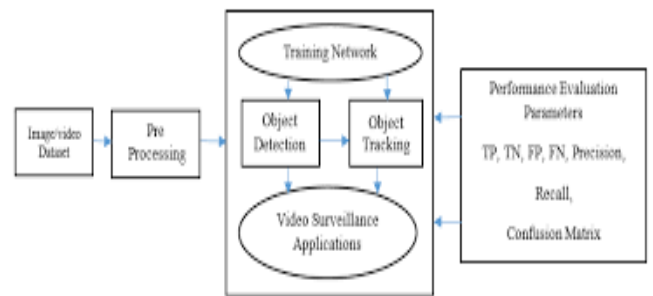 Training Network
Image/video
Dataset
Pre
Processing
Object
Detection
Object
Tracking
Video Surveillance
Applications
Performance Evaluation
Parameters
TP, TN, FP, FN, Precision,
Recall,
Confusion Matrix